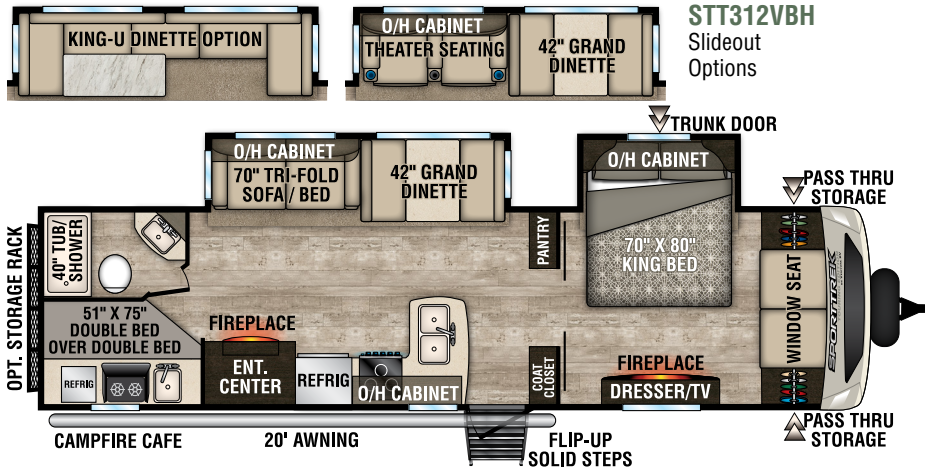 STT312VBH
Slideout
Options
KING-U DINETTE OPTION
O/H CABINET
THEATER SEATING
42" GRAND
DINETTE
TRUNK DOOR
O/H CABINET
70" TRI-FOLD
SOFA / BED
42" GRAND
DINETTE
O/H CABINET
70" X 80"
KING BED
PASS THRU
STORAGE
OPT. STORAGE RACK
40" TUB/
SHOWER
PANTRY
WINDOW SEAT
SPORTTREK
51" X 75"
DOUBLE BED
OVER DOUBLE BED
FIREPLACE
ENT.
CENTER
REFRIG
REFRIG
O/H CABINET
COAT
CLOSET
FIREPLACE
DRESSER/TV
CAMPFIRE CAFE
20' AWNING
FLIP-UP
SOLID STEPS
PASS THRU
STORAGE